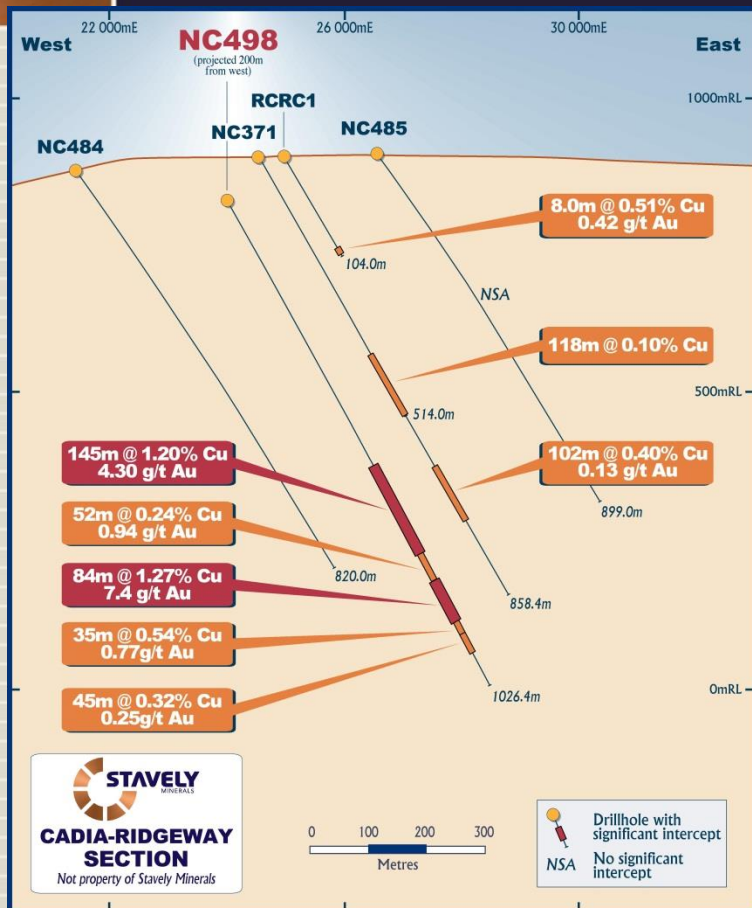 22 000mE
26 000mE
30 000mE
West
NC498
East
(projected 200m
from west)
1000mRL
RCRC1
NC371
NC485
NC484
8.0m @ 0.51% Cu
0.42 g/t Au
104.0m
NSA
118m @ 0.10% Cu
500mRL
514.0m
145m @ 1.20% Cu
4.30 g/t Au
102m @ 0.40% Cu
0.13 g/t Au
52m @ 0.24% Cu
0.94 g/t Au
899.0m
84m @ 1.27% Cu
7.4 g/t Au
820.0m
858.4m
35m @ 0.54% Cu
0.77g/t Au
45m @ 0.32% Cu
0.25g/t Au
1026.4m
0mRL
STAVELY
MINERALS
CADIA-RIDGEWAY
SECTION
Not property of Stavely Minerals
0 100 200 300
Metres
Drillhole with
significant intercept
NSA No significant
intercept